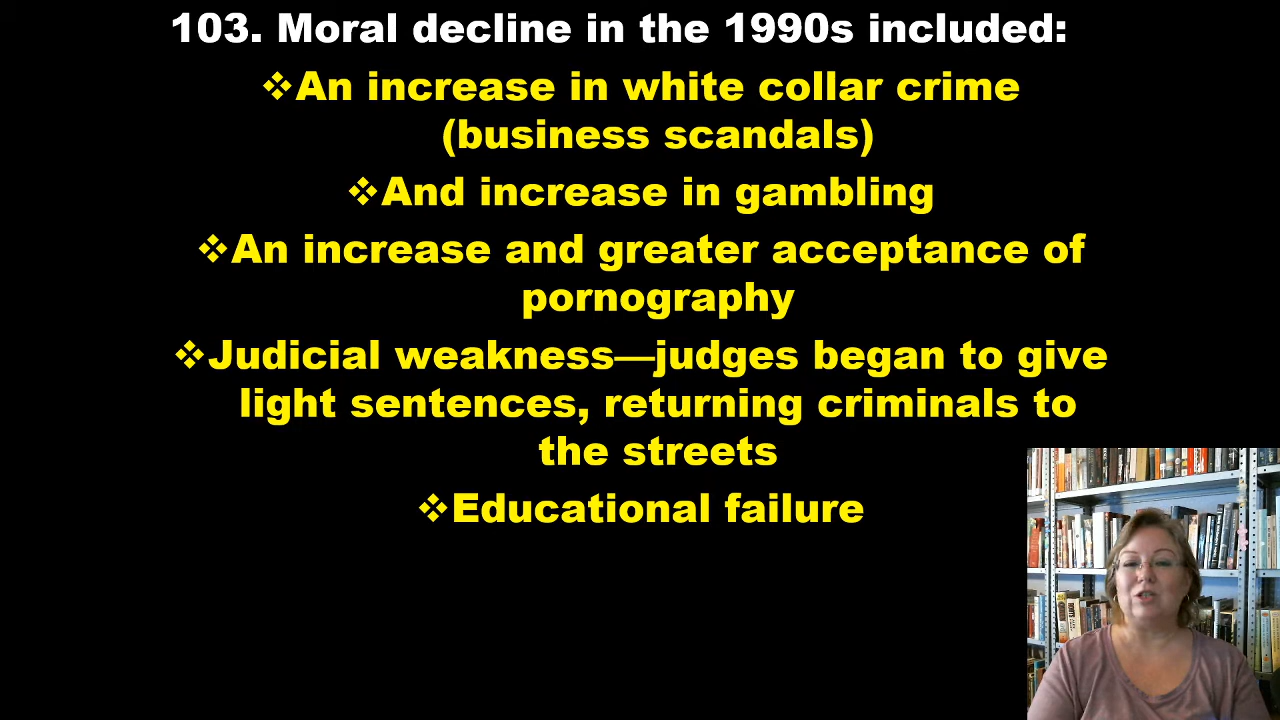 103. Moral decline in the 1990s included:
❖An increase in white collar crime
(business scandals)
❖And increase in gambling
❖An increase and greater acceptance of
pornography
❖Judicial weakness—judges began to give
light sentences, returning criminals to
the streets
❖Educational failure